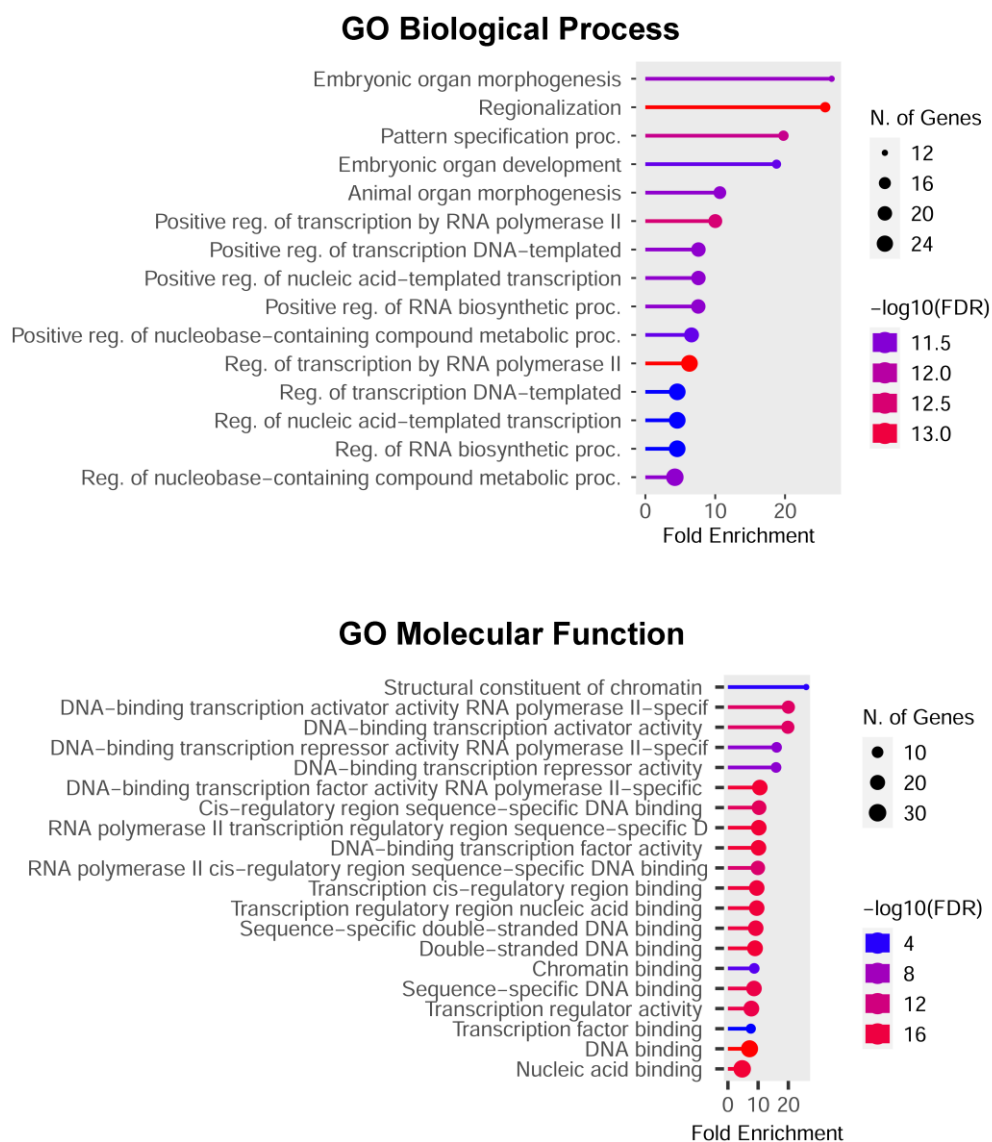 GO Biological Process
Embryonic organ morphogenesis
Regionalization
Pattern specification proc.
Embryonic organ development
Animal organ morphogenesis
Positive reg. of transcription by RNA polymerase II
Positive reg. of transcription DNA−templated
Positive reg. of nucleic acid−templated transcription
Positive reg. of RNA biosynthetic proc.
Positive reg. of nucleobase−containing compound metabolic proc.
Reg. of transcription by RNA polymerase II
Reg. of transcription DNA−templated
Reg. of nucleic acid−templated transcription
Reg. of RNA biosynthetic proc.
Reg. of nucleobase−containing compound metabolic proc.
0 10 20
Fold Enrichment
N. of Genes
12
16
20
24
−log10(FDR)
11.5
12.0
12.5
13.0
GO Molecular Function
Structural constituent of chromatin
DNA−binding transcription activator activity RNA polymerase II−specif
DNA−binding transcription activator activity
DNA−binding transcription repressor activity RNA polymerase II−specif
DNA−binding transcription repressor activity
DNA−binding transcription factor activity RNA polymerase II−specific
Cis−regulatory region sequence−specific DNA binding
RNA polymerase II transcription regulatory region sequence−specific D
DNA−binding transcription factor activity
RNA polymerase II cis−regulatory region sequence−specific DNA binding
Transcription cis−regulatory region binding
Transcription regulatory region nucleic acid binding
Sequence−specific double−stranded DNA binding
Double−stranded DNA binding
Chromatin binding
Sequence−specific DNA binding
Transcription regulator activity
Transcription factor binding
DNA binding
Nucleic acid binding
0 10 20
Fold Enrichment
N. of Genes
10
20
30
−log10(FDR)
4
8
12
16